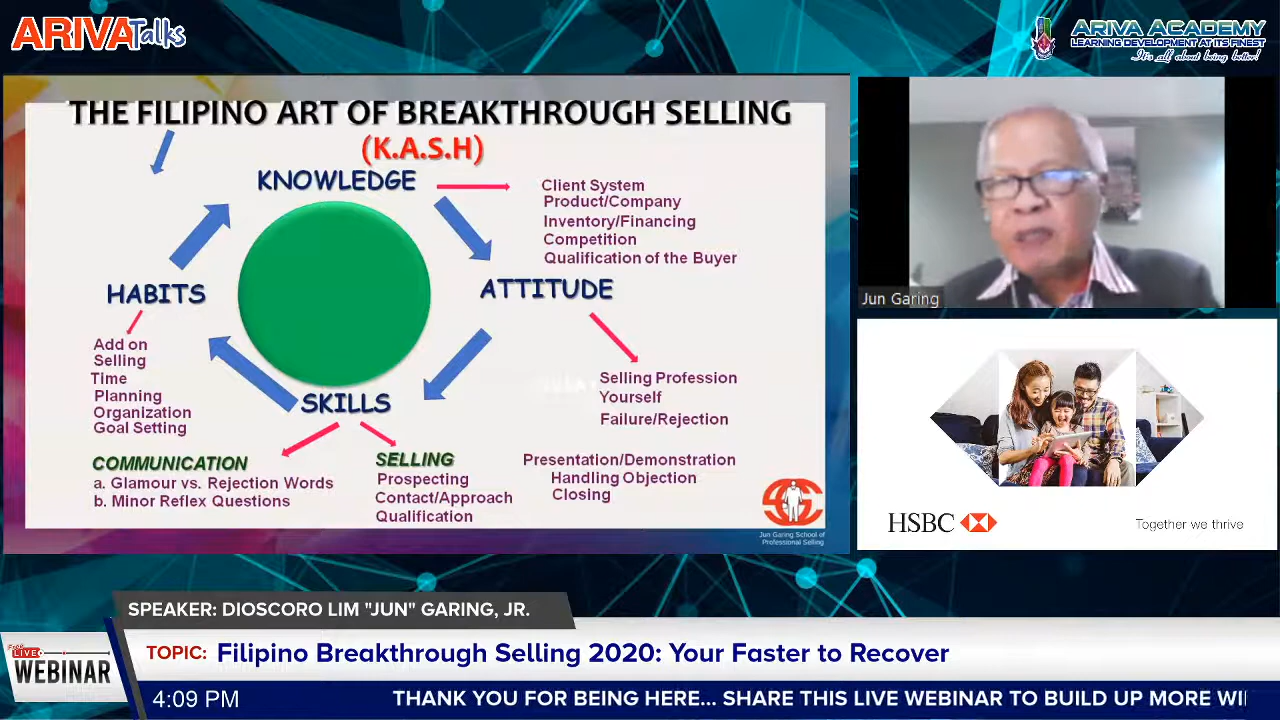 ARIVATalks
ARIVA ACADEMY
LEARNING DEVELOPMENT AT ITS FINEST
It's all about being better!
THE FILIPINO ART OF BREAKTHROUGH SELLING
(K.A.S.H)
KNOWLEDGE
Client System
Product/Company
Inventory/Financing
Competition
Qualification of the Buyer
ATTITUDE
Selling Profession
Yourself
Failure/Rejection
HABITS
Add on
Selling
Time
Planning
Organization
Goal Setting
SKILLS
COMMUNICATION
a. Glamour vs. Rejection Words
b. Minor Reflex Questions
SELLING
Prospecting
Contact/Approach
Qualification
Presentation/Demonstration
Handling Objection
Closing
Jun Garing School of
Professional Selling
Jun Garing
HSBC
Together we thrive
SPEAKER: DIOSCORO LIM "JUN" GARING, JR.
Free
LIVE
WEBINAR
TOPIC: Filipino Breakthrough Selling 2020: Your Faster to Recover
4:09 PM
THANK YOU FOR BEING HERE... SHARE THIS LIVE WEBINAR TO BUILD UP MORE WI